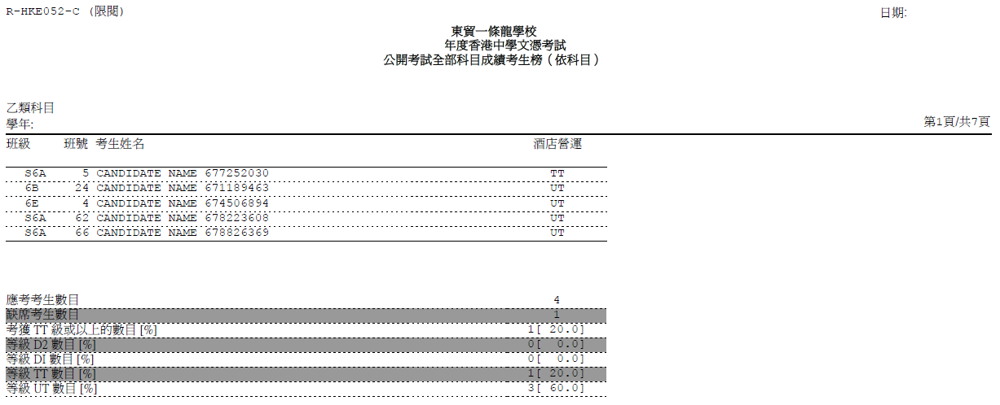 R-HKE052-C (限閱)
日期:
東貿一條龍學校
年度香港中學文憑考試
公開考試全部科目成績考生榜（依科目）
乙類科目
學年:
第1頁/共7頁
班級 班號 考生姓名 酒店營運
S6A 5 CANDIDATE NAME 677252030 TT
6B 24 CANDIDATE NAME 671189463 UT
6E 4 CANDIDATE NAME 674506894 UT
S6A 62 CANDIDATE NAME 678223608 UT
S6A 66 CANDIDATE NAME 678826369 UT
應考考生數目 4
缺席考生數目 1
考獲 TT 級或以上的數目 [%] 1[ 20.0]
等級 D2 數目 [%] 0[ 0.0]
等級 DI 數目 [%] 0[ 0.0]
等級 TT 數目 [%] 1[ 20.0]
等級 UT 數目 [%] 3[ 60.0]